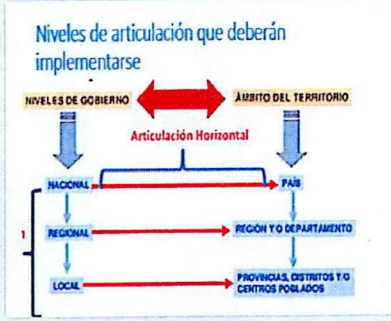 Niveles de articulación que deberán
implementarse
NIVELES DE GOBIERNO
ÁMBITO DEL TERRITORIO
Articulación Horizontal
NACIONAL
PAÍS
1
REGIONAL
REGIÓN Y/O DEPARTAMENTO
LOCAL
PROVINCIAS, DISTRITOS Y/O
CENTROS POBLADOS